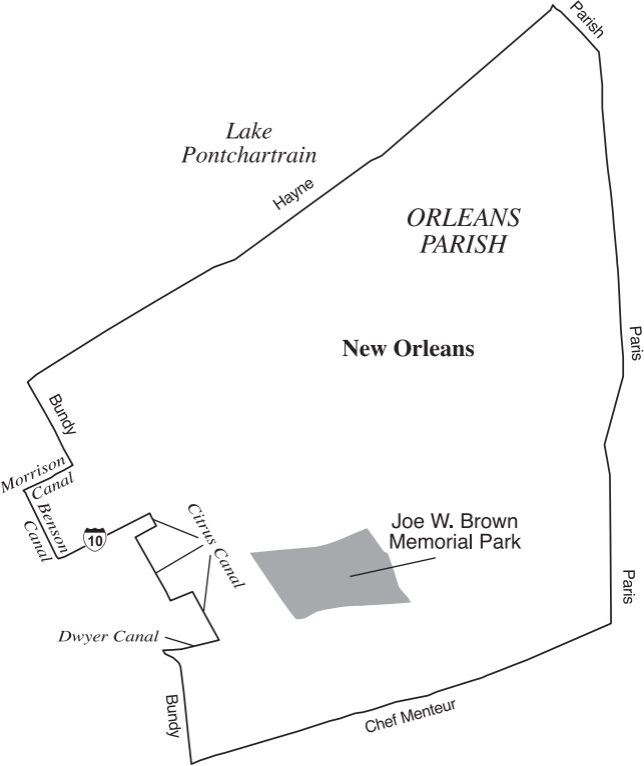 Parish
Lake
Pontchartrain
Hayne
ORLEANS
PARISH
Paris
New Orleans
Bundy
Morrison
Canal
Benson
Canal
10
Citrus Canal
Joe W. Brown
Memorial Park
Paris
Dwyer Canal
Bundy
Chef Menteur